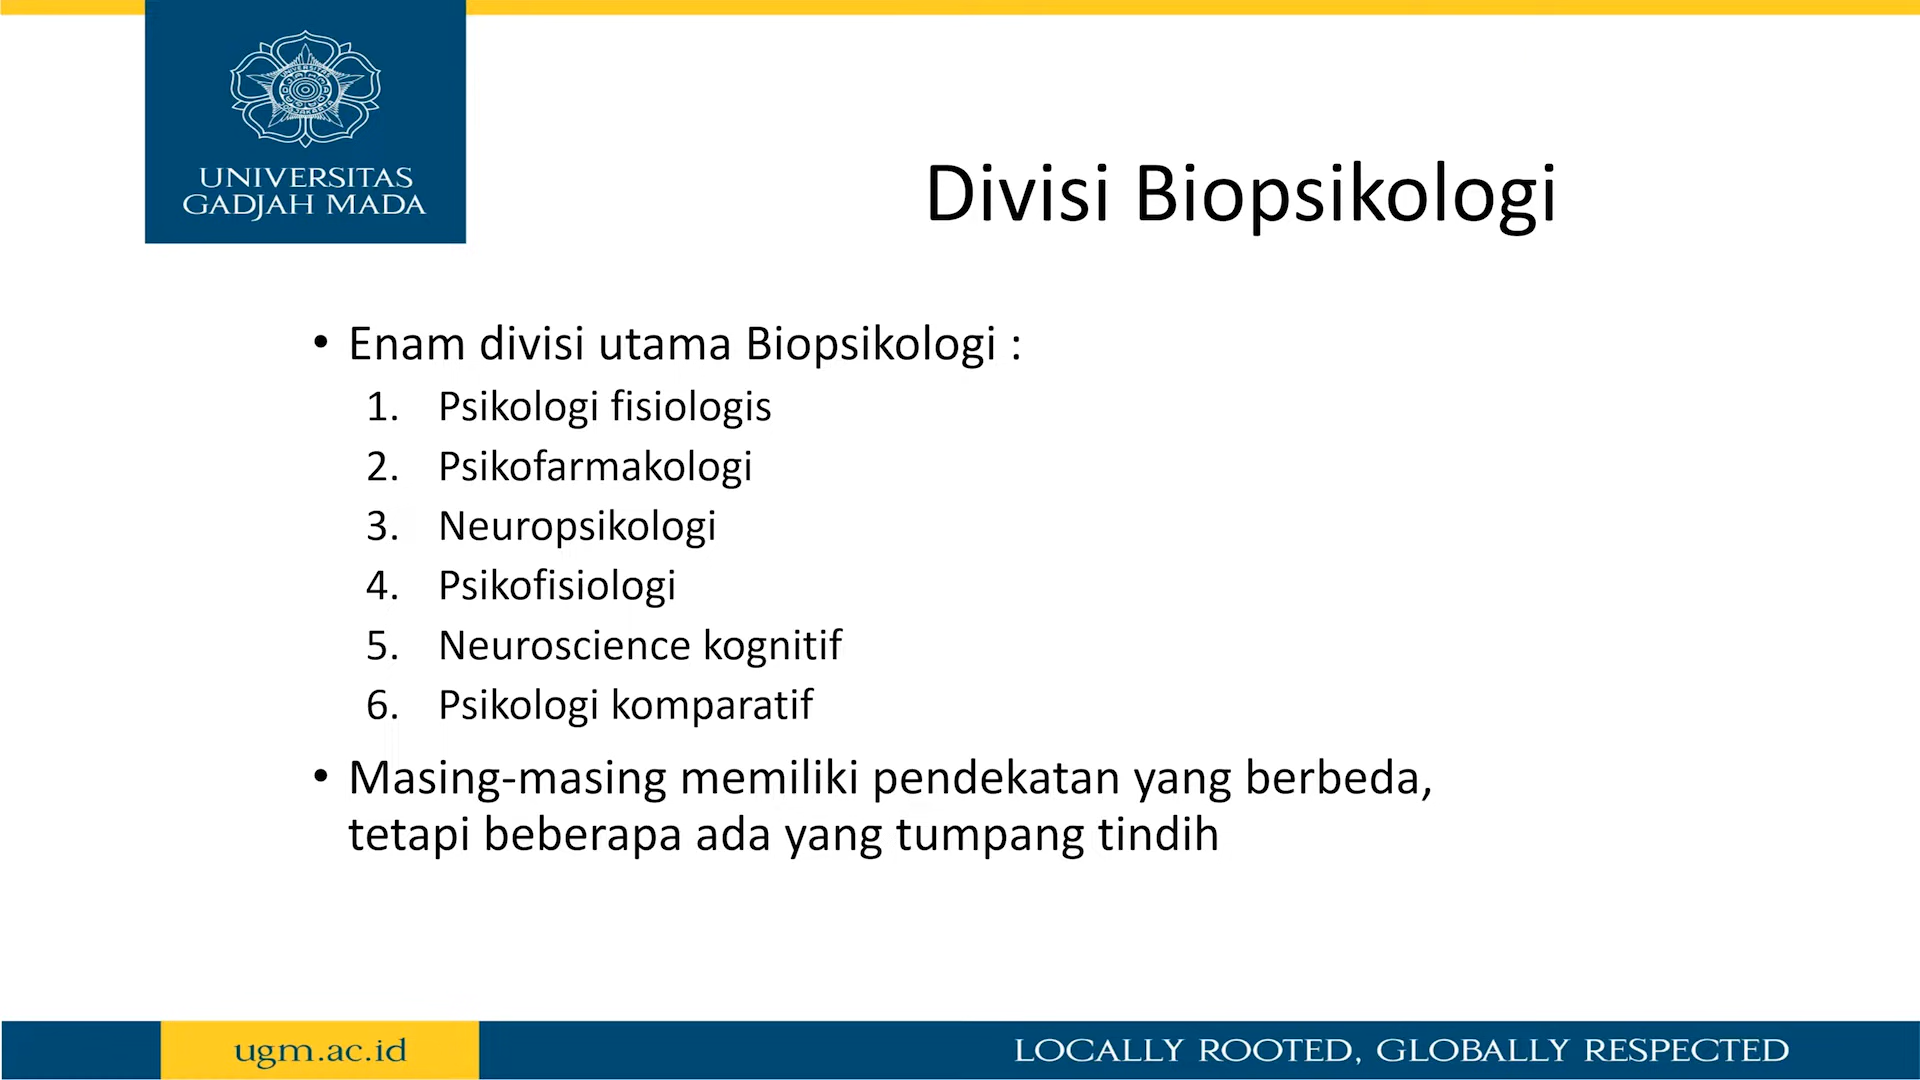 UNIVERSITAS
GADJAH MADA
Divisi Biopsikologi
• Enam divisi utama Biopsikologi :
1. Psikologi fisiologis
2. Psikofarmakologi
3. Neuropsikologi
4. Psikofisiologi
5. Neuroscience kognitif
6. Psikologi komparatif
• Masing-masing memiliki pendekatan yang berbeda,
tetapi beberapa ada yang tumpang tindih
ugm.ac.id
LOCALLY ROOTED, GLOBALLY RESPECTED